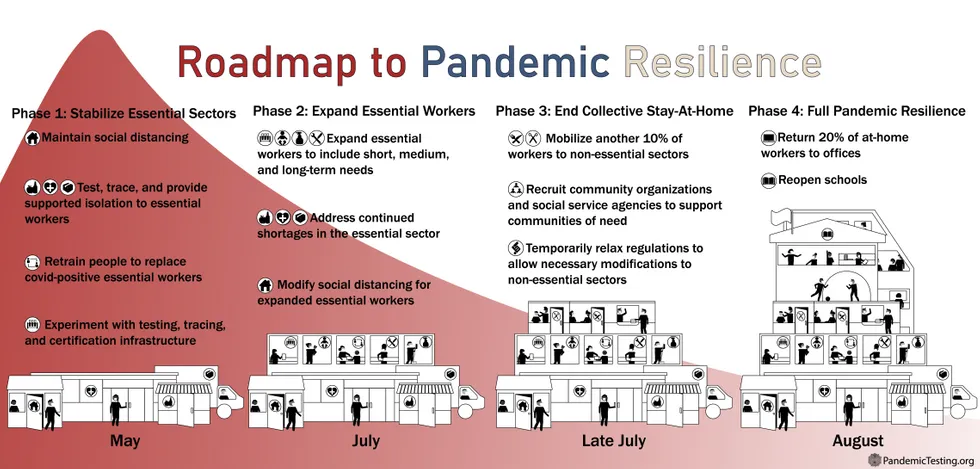 Roadmap to Pandemic Resilience
Phase 1: Stabilize Essential Sectors
Maintain social distancing
Test, trace, and provide
supported isolation to essential
workers
Retrain people to replace
covid-positive essential workers
Experiment with testing, tracing,
and certification infrastructure
May
Phase 2: Expand Essential Workers
Expand essential
workers to include short, medium,
and long-term needs
Address continued
shortages in the essential sector
Modify social distancing for
expanded essential workers
July
Phase 3: End Collective Stay-At-Home
Mobilize another 10% of
workers to non-essential sectors
Recruit community organizations
and social service agencies to support
communities of need
Temporarily relax regulations to
allow necessary modifications to
non-essential sectors
Late July
Phase 4: Full Pandemic Resilience
Return 20% of at-home
workers to offices
Reopen schools
August
PandemicTesting.org